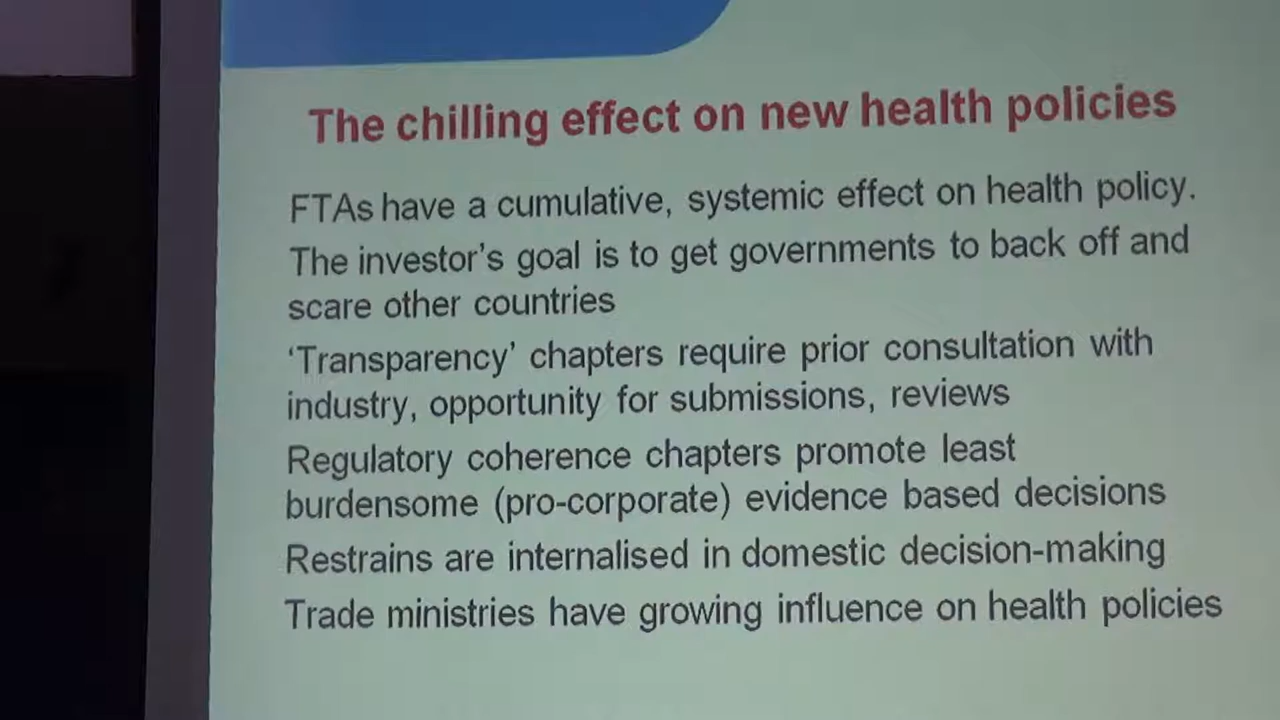 The chilling effect on new health policies
FTAs have a cumulative, systemic effect on health policy.
The investor's goal is to get governments to back off and
scare other countries
‘Transparency’ chapters require prior consultation with
industry, opportunity for submissions, reviews
Regulatory coherence chapters promote least
burdensome (pro-corporate) evidence based decisions
Restrains are internalised in domestic decision-making
Trade ministries have growing influence on health policies